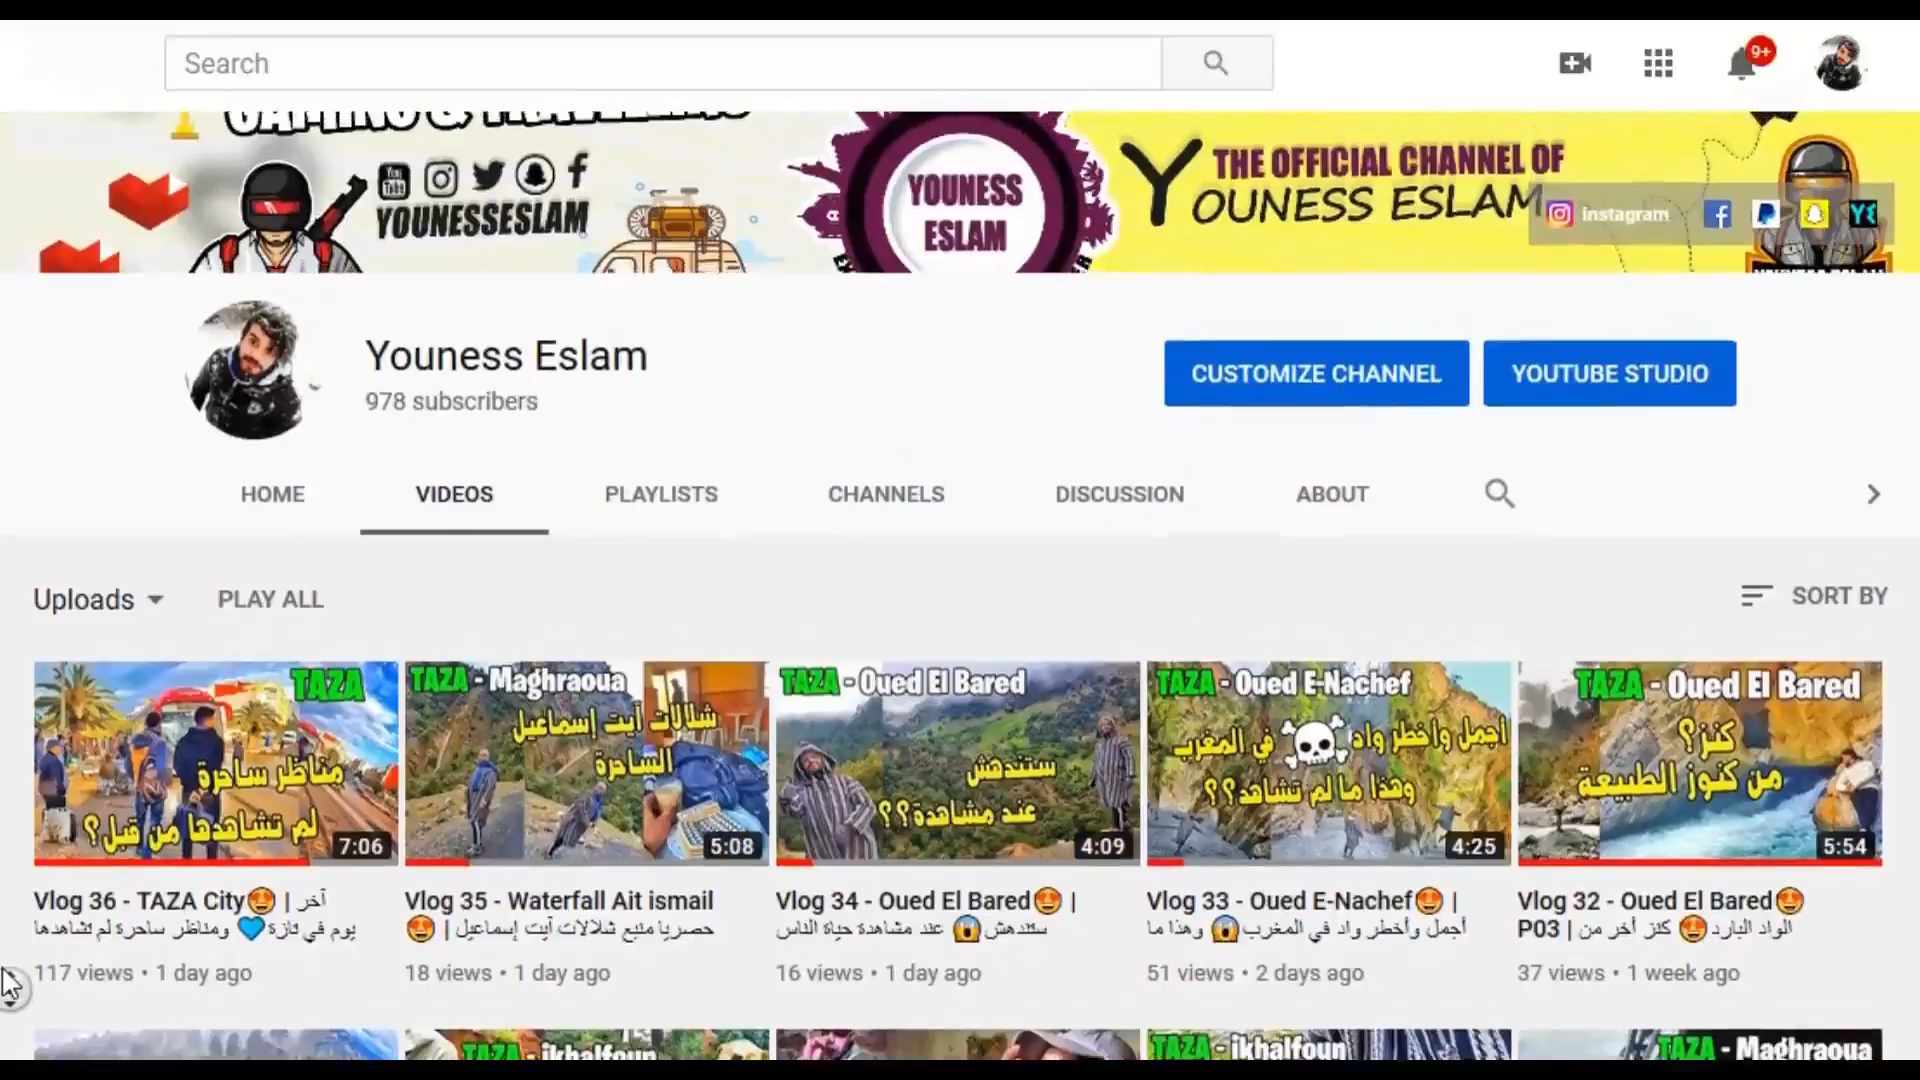 Search
9+
GAMING & TRAVELLING
You
Tube
YOUNESSESLAM
YOUNESS
ESLAM
THE OFFICIAL CHANNEL OF
YOUNESS ESLAM
Instagram
Youness Eslam
978 subscribers
CUSTOMIZE CHANNEL
YOUTUBE STUDIO
HOME
VIDEOS
PLAYLISTS
CHANNELS
DISCUSSION
ABOUT
Uploads
PLAY ALL
SORT BY
TAZA
مناظر ساحرة
لم تشاهدها من قبل؟
7:06
TAZA - Maghraoua
شلالات آيت إسماعيل
الساحرة
5:08
TAZA - Oued El Bared
ستندهش
عند مشاهدة؟؟
4:09
TAZA - Oued E-Nachef
أجمل وأخطر واد في المغرب
وهذا ما لم تشاهد؟؟
4:25
TAZA - Oued El Bared
كنز؟
من كنوز الطبيعة
5:54
Vlog 36 - TAZA City😍 | آخر
يوم في تازة💙 ومناظر ساحرة لم تشاهدها
117 views • 1 day ago
Vlog 35 - Waterfall Ait ismail
😍 | حصريا منبع شلالات آيت إسماعيل
18 views • 1 day ago
Vlog 34 - Oued El Bared😍 |
ستندهش😱 عند مشاهدة حياة الناس
16 views • 1 day ago
Vlog 33 - Oued E-Nachef😍 |
أجمل وأخطر واد في المغرب😱 وهذا ما
51 views • 2 days ago
Vlog 32 - Oued El Bared😍
P03 | الواد البارد😍 كنز أخر من
37 views • 1 week ago
TAZA - ikhalfoun
TAZA - ikhalfoun
TAZA - Maghraoua